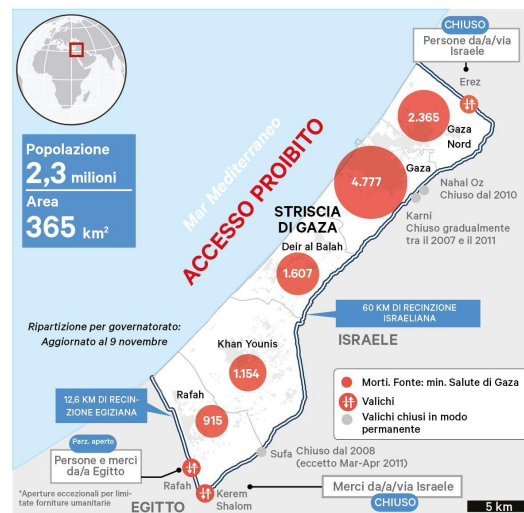 CHIUSO
Persone da/a/via
Israele
Erez
2.365
Gaza
Nord
Popolazione
2,3 milioni
Area
365 km²
Mar Mediterraneo
ACCESSO PROIBITO
4.777
Gaza
Nahal Oz
Chiuso dal 2010
Karni
Chiuso gradualmente
tra il 2007 e il 2011
STRISCIA
DI GAZA
Deir al Balah
1.607
60 KM DI RECINZIONE
ISRAELIANA
ISRAELE
Ripartizione per governatorato:
Aggiornato al 9 novembre
Khan Younis
1.154
Morti. Fonte: min. Salute di Gaza
Valichi
Valichi chiusi in modo
permanente
12,6 KM DI RECIN-
ZIONE EGIZIANA
Rafah
915
Parz. aperto
Persone e merci
da/a Egitto
Sufa
Chiuso dal 2008
(eccetto Mar-Apr 2011)
Rafah
Kerem
Shalom
Merci da/a/via Israele
CHIUSO
*Aperture eccezionali per limi-
tate forniture umanitarie
EGITTO
5 km